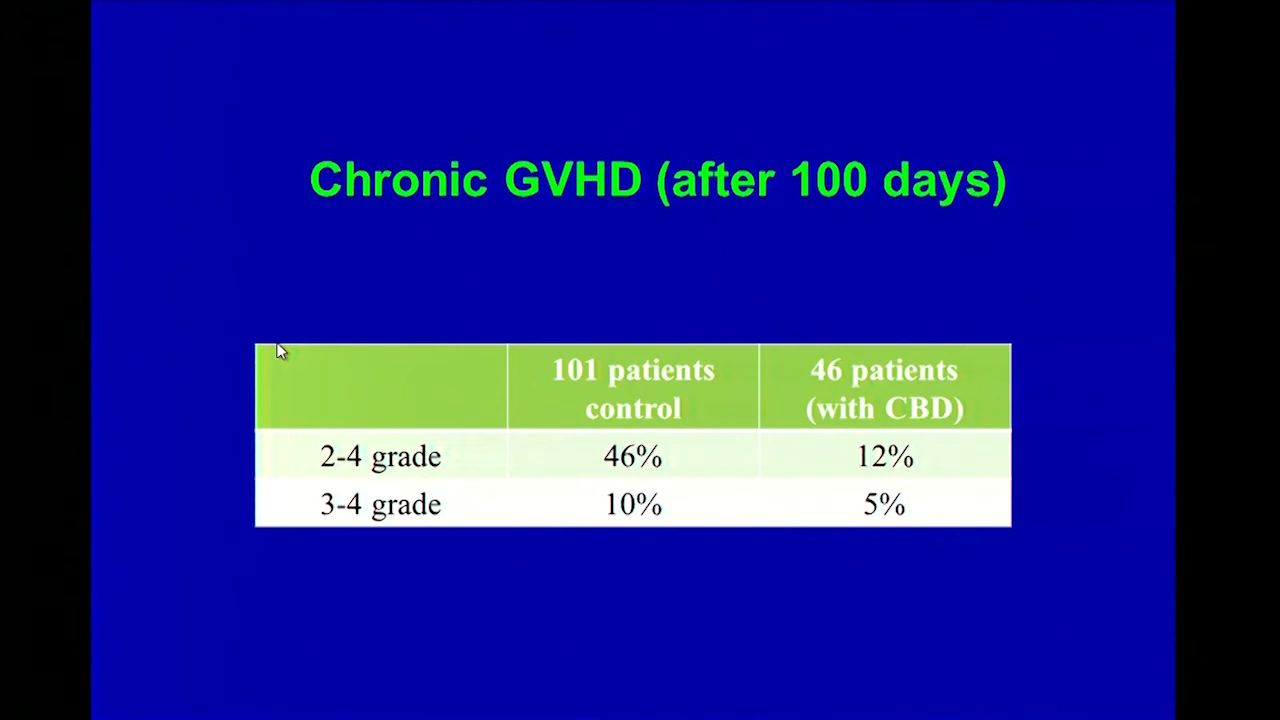 Chronic GVHD (after 100 days)
101 patients control
46 patients (with CBD)
2-4 grade 46% 12%
3-4 grade 10% 5%